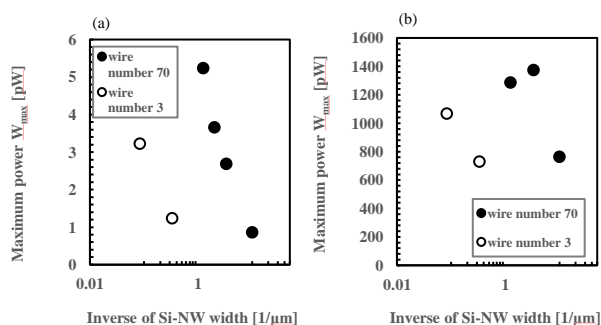 (a)
Maximum power W_max [pW]
6
5
4
3
2
1
0
wire number 70
wire number 3
0.01
1
Inverse of Si-NW width [1/µm]
(b)
Maximum power W_max [pW]
1600
1400
1200
1000
800
600
400
200
0
wire number 70
wire number 3
0.01
1
Inverse of Si-NW width [1/µm]